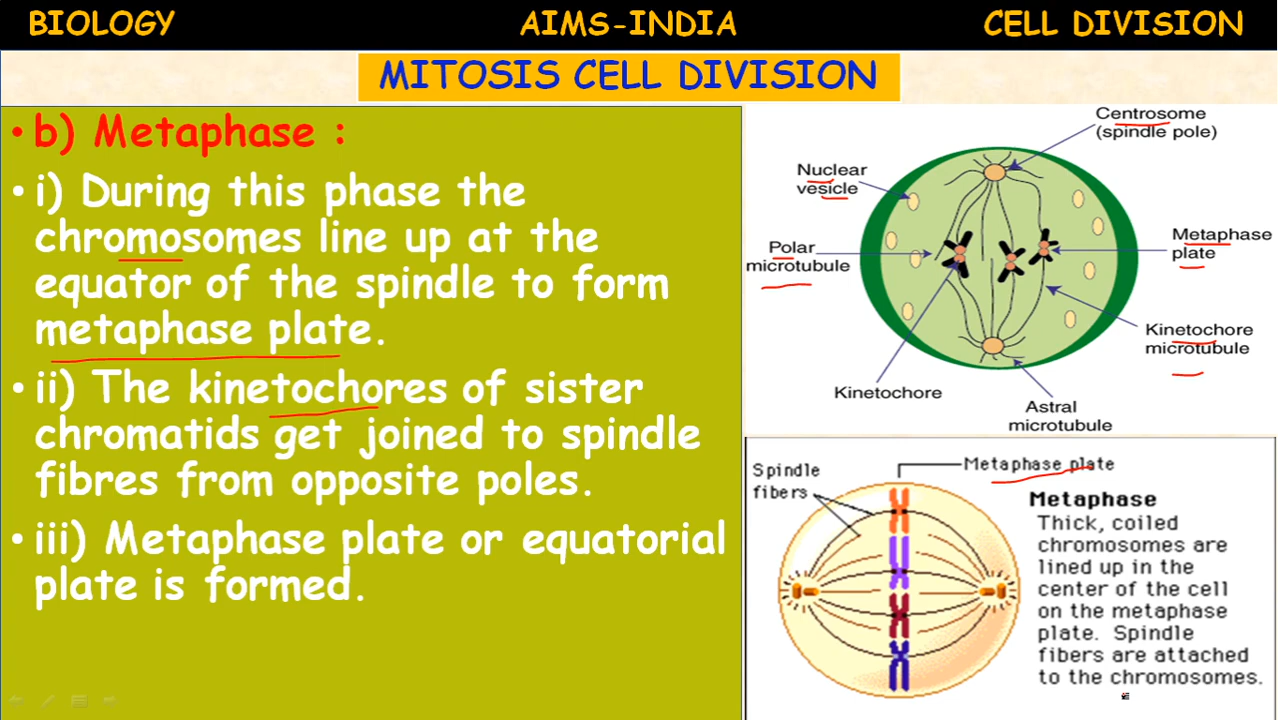 BIOLOGY AIMS-INDIA CELL DIVISION
MITOSIS CELL DIVISION
• b) Metaphase :
• i) During this phase the
chromosomes line up at the
equator of the spindle to form
metaphase plate.
• ii) The kinetochores of sister
chromatids get joined to spindle
fibres from opposite poles.
• iii) Metaphase plate or equatorial
plate is formed.
Centrosome
(spindle pole)
Nuclear
vesicle
Polar
microtubule
Metaphase
plate
Kinetochore
microtubule
Kinetochore
Astral
microtubule
Spindle
fibers
Metaphase plate
Metaphase
Thick, coiled
chromosomes are
lined up in the
center of the cell
on the metaphase
plate. Spindle
fibers are attached
to the chromosomes.